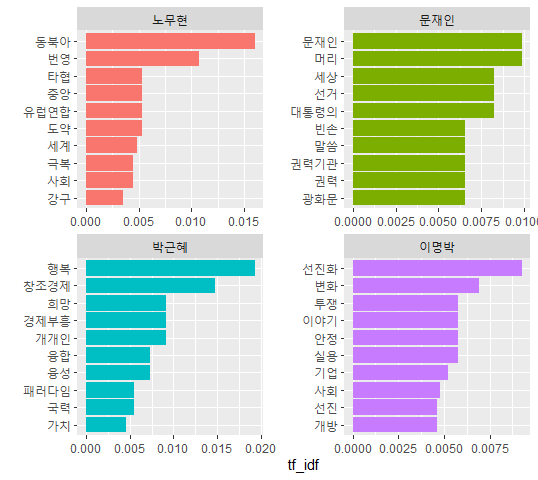 노무현
동북아
번영
타협
중앙
유럽연합
도약
세계
극복
사회
강구
0.000 0.005 0.010 0.015
문재인
문재인
머리
세상
선거
대통령의
빈손
말씀
권력기관
권력
광화문
0.0000 0.0025 0.0050 0.0075 0.0100
박근혜
행복
창조경제
희망
경제부흥
개개인
융합
융성
패러다임
국력
가치
0.000 0.005 0.010 0.015 0.020
이명박
선진화
변화
투쟁
이야기
안정
실용
기업
사회
선진
개방
0.0000 0.0025 0.0050 0.0075
tf_idf